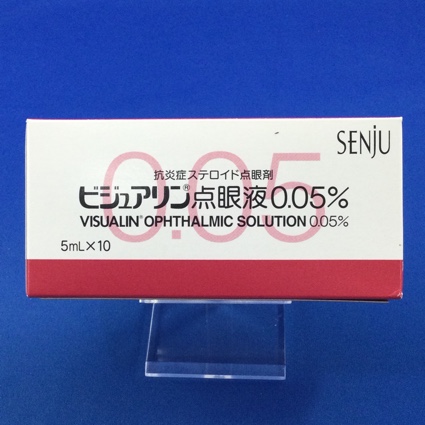 SENJU
0.05
抗炎症ステロイド点眼剤
ビジュアリン®点眼液0.05%
VISUALIN® OPHTHALMIC SOLUTION 0.05%
5mL×10